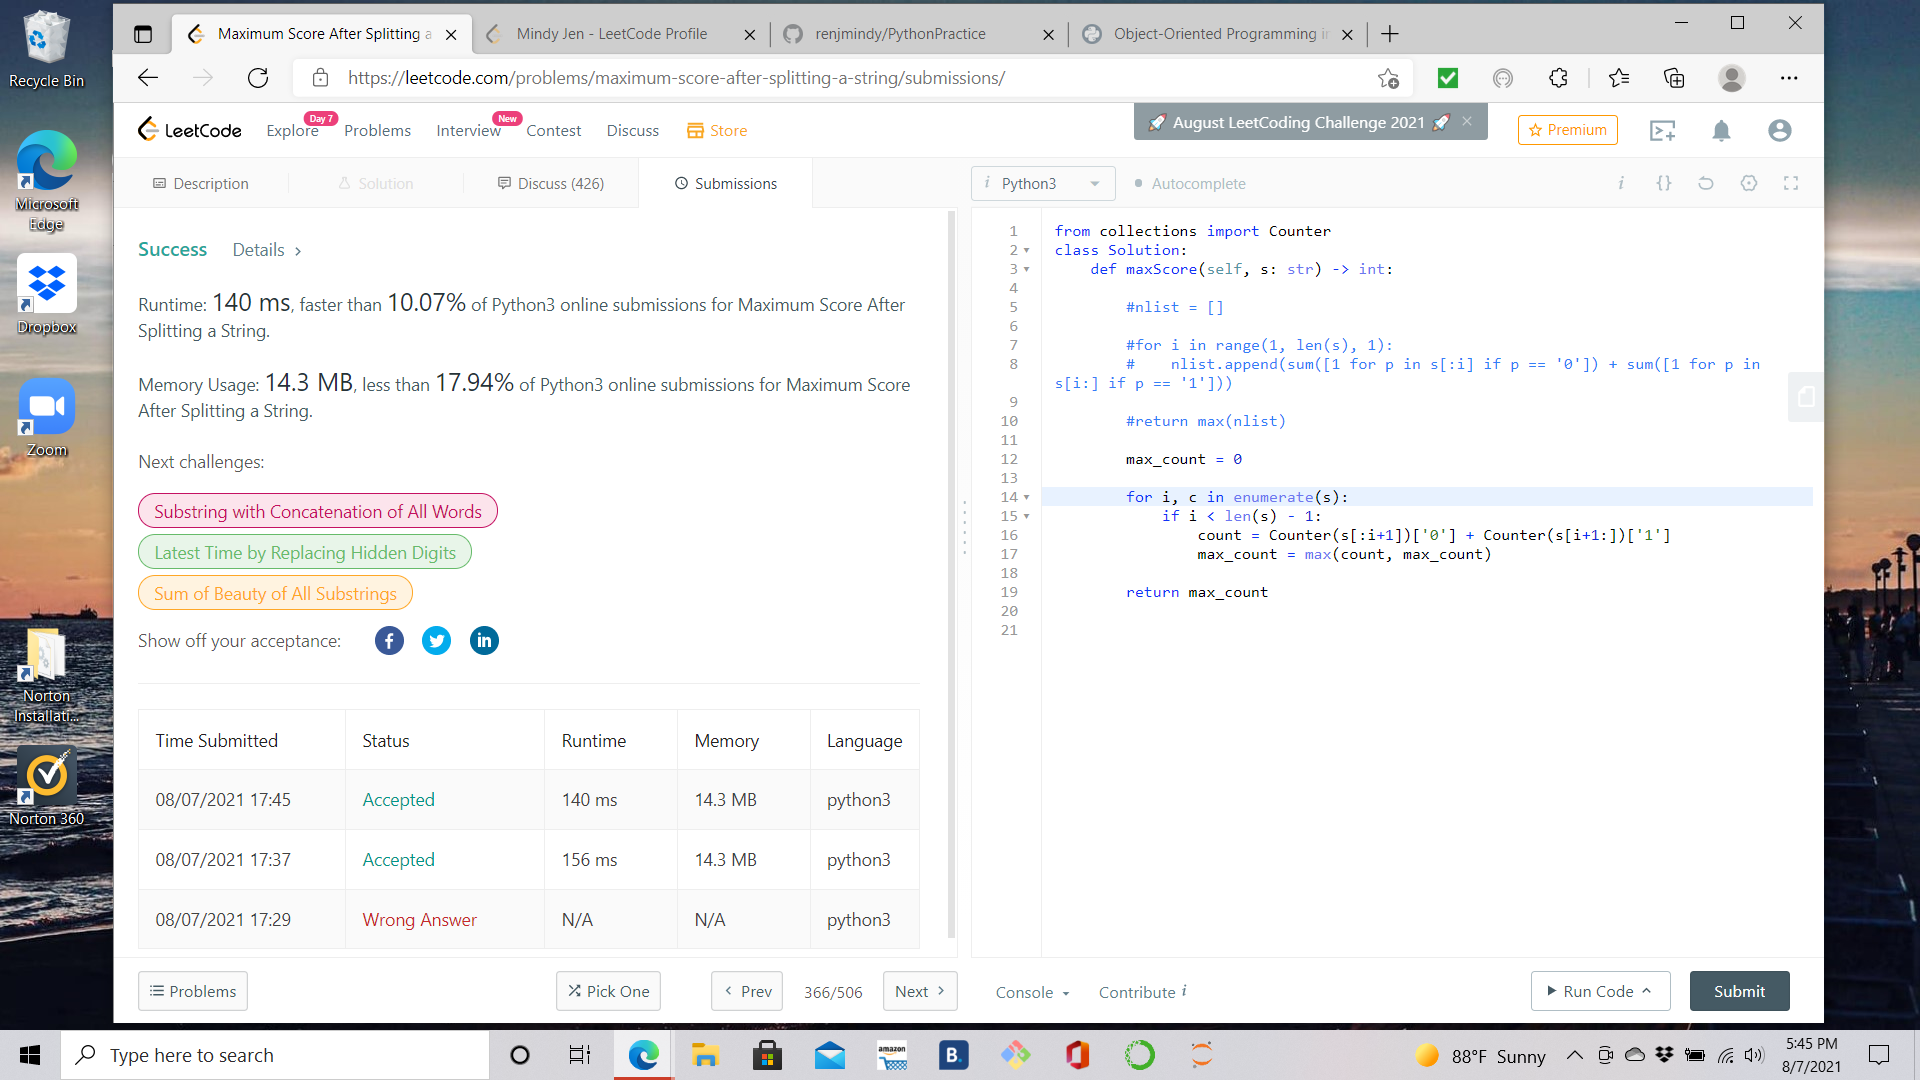 Recycle Bin
Microsoft
Edge
Dropbox
Zoom
Norton
Installati...
Norton 360
Maximum Score After Splitting a
Mindy Jen - LeetCode Profile
renjmindy/PythonPractice
Object-Oriented Programming in
https://leetcode.com/problems/maximum-score-after-splitting-a-string/submissions/
LeetCode
Explore
Day 7
Problems
Interview
New
Contest
Discuss
Store
August LeetCoding Challenge 2021
Premium
Description
Solution
Discuss (426)
Submissions
Python3
Autocomplete
Success
Details
Runtime: 140 ms, faster than 10.07% of Python3 online submissions for Maximum Score After
Splitting a String.
Memory Usage: 14.3 MB, less than 17.94% of Python3 online submissions for Maximum Score
After Splitting a String.
Next challenges:
Substring with Concatenation of All Words
Latest Time by Replacing Hidden Digits
Sum of Beauty of All Substrings
Show off your acceptance:
Time Submitted Status Runtime Memory Language
08/07/2021 17:45 Accepted 140 ms 14.3 MB python3
08/07/2021 17:37 Accepted 156 ms 14.3 MB python3
08/07/2021 17:29 Wrong Answer N/A N/A python3
1 from collections import Counter
2 class Solution:
3 def maxScore(self, s: str) -> int:
4
5 #nlist = []
6
7 #for i in range(1, len(s), 1):
8 #    nlist.append(sum([1 for p in s[:i] if p == '0']) + sum([1 for p in
s[i:] if p == '1']))
9
10 #return max(nlist)
11
12 max_count = 0
13
14 for i, c in enumerate(s):
15 if i < len(s) - 1:
16 count = Counter(s[:i+1])['0'] + Counter(s[i+1:])['1']
17 max_count = max(count, max_count)
18
19 return max_count
20
21
Problems
Pick One
Prev
366/506
Next
Console
Contribute i
Run Code
Submit
Type here to search
amazon
B.
88°F Sunny
5:45 PM
8/7/2021